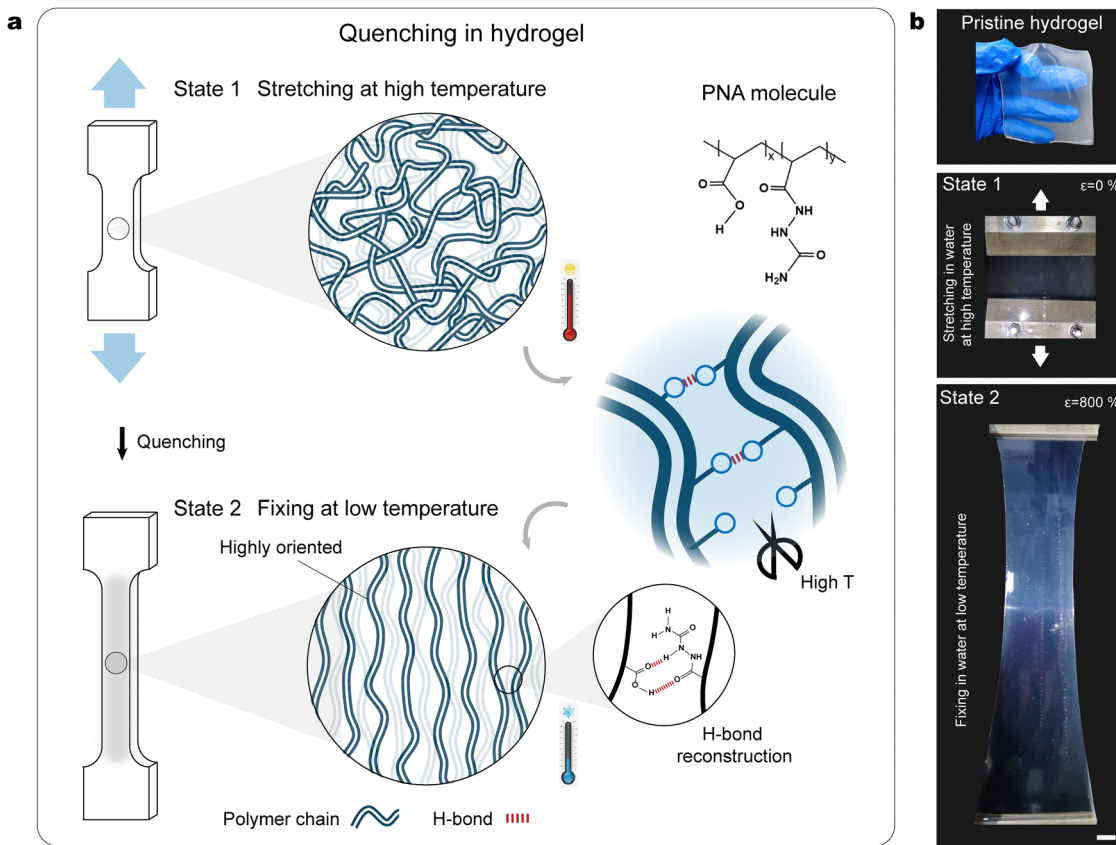 a
Quenching in hydrogel
State 1 Stretching at high temperature
PNA molecule
x
y
O
O
H
O
NH
HN
O
H₂N
Quenching
High T
State 2 Fixing at low temperature
Highly oriented
H
H
N
O
O
H
N
NH
O
H
O
H-bond
reconstruction
Polymer chain
H-bond
b
Pristine hydrogel
State 1
ε=0 %
Stretching in water
at high temperature
State 2
ε=800 %
Fixing in water at low temperature